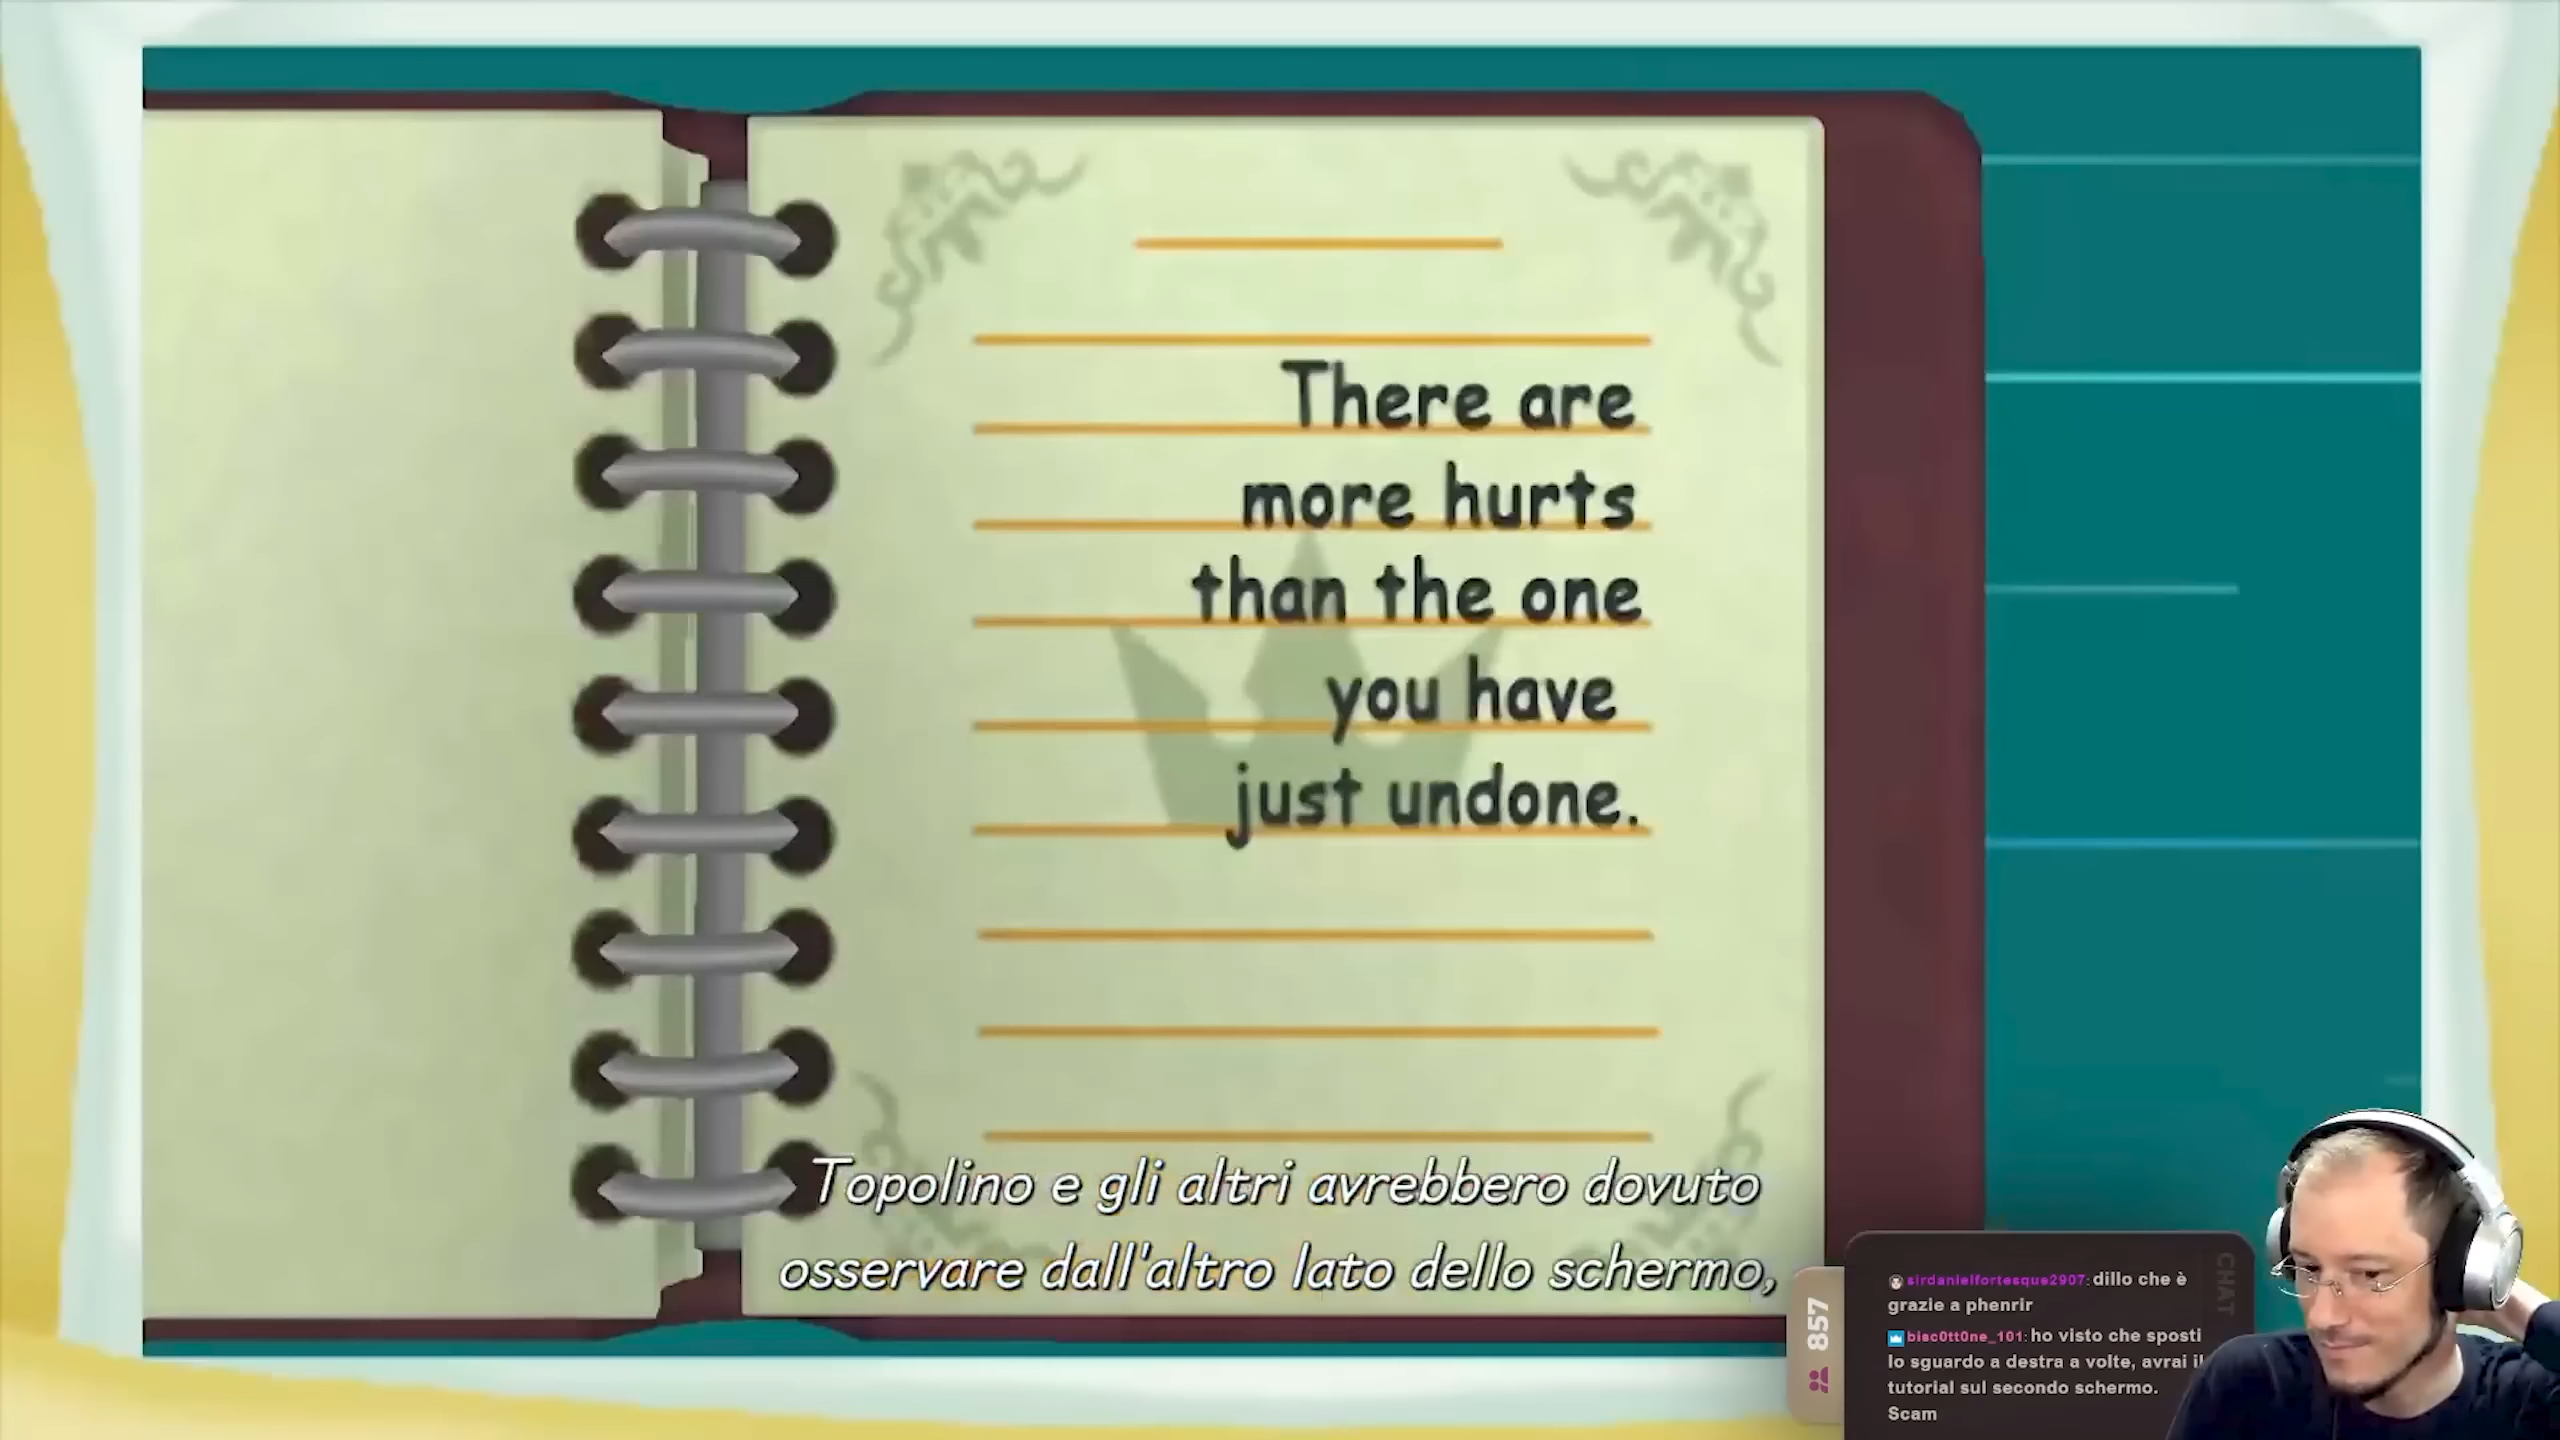 There are
more hurts
than the one
you have
just undone.
Topolino e gli altri avrebbero dovuto
osservare dall'altro lato dello schermo,
857
CHAT
sirdanielfortesque2907: dillo che è
grazie a phenrir
bisc0tt0ne_101: ho visto che sposti
lo sguardo a destra a volte, avrai il
tutorial sul secondo schermo.
Scam